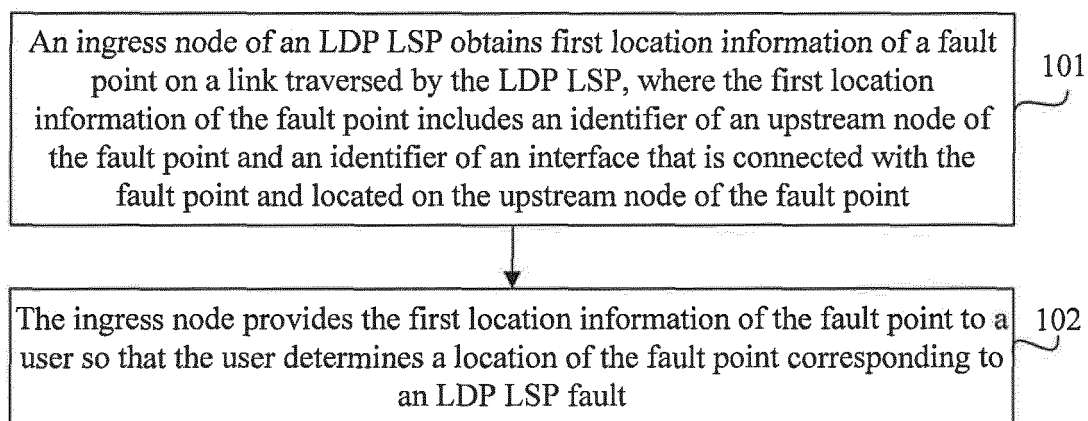 An ingress node of an LDP LSP obtains first location information of a fault
point on a link traversed by the LDP LSP, where the first location
information of the fault point includes an identifier of an upstream node of
the fault point and an identifier of an interface that is connected with the
fault point and located on the upstream node of the fault point
101
The ingress node provides the first location information of the fault point to a
user so that the user determines a location of the fault point corresponding to
an LDP LSP fault
102